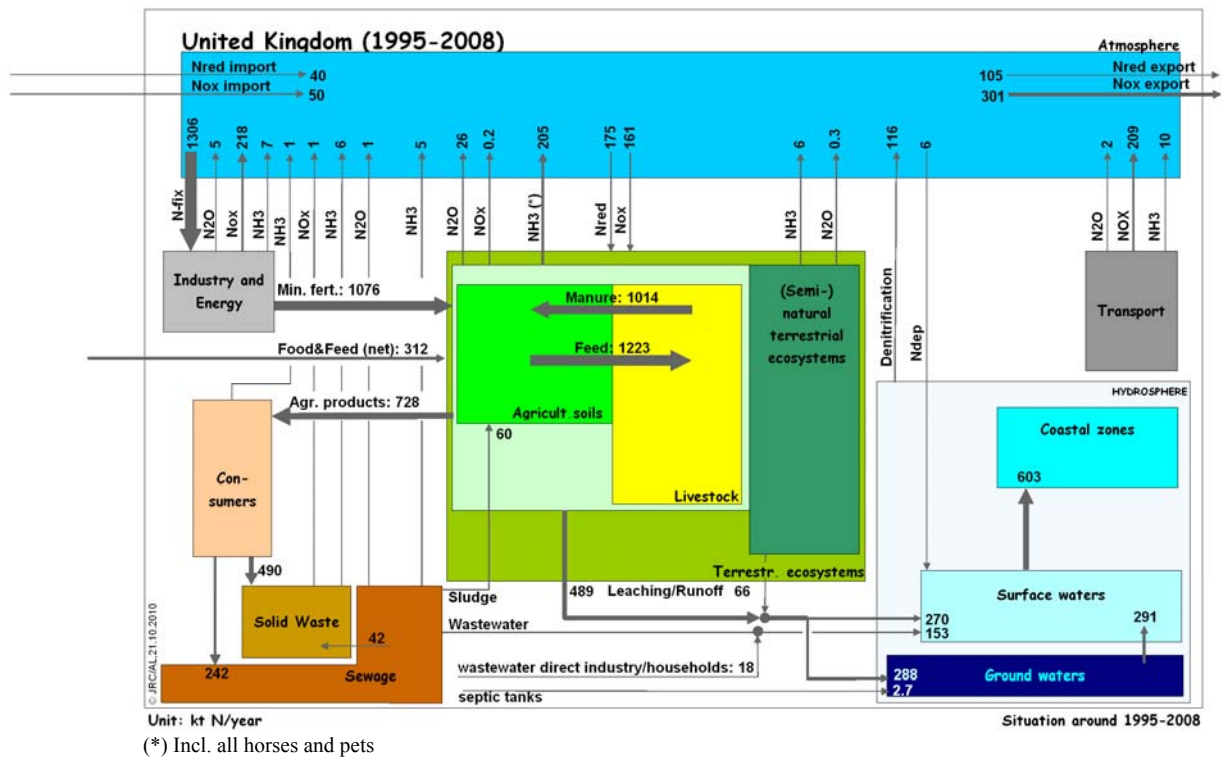 United Kingdom (1995-2008)
Atmosphere
Nred import
40
Nox import
50
105
Nred export
301
Nox export
1306
5
218
7
1
1
6
1
5
26
0.2
205
175
161
6
0.3
116
6
2
209
10
N-fix
N2O
Nox
NH3
NH3
NOx
NH3
N2O
NH3
N2O
NOx
NH3 (*)
Nred
Nox
NH3
N2O
Denitrification
Ndep
N2O
NOX
NH3
Industry and
Energy
Min. fert.: 1076
Manure: 1014
(Semi-)
natural
terrestrial
ecosystems
Transport
Food&Feed (net): 312
Feed: 1223
HYDROSPHERE
Agr. products: 728
Agricult.soils
60
Coastal zones
Con-
sumers
603
Livestock
490
Terrestr. ecosystems
Sludge
489
Leaching/Runoff
66
Surface waters
Solid Waste
42
Wastewater
270
153
291
242
Sewage
wastewater direct industry/households: 18
288
Ground waters
septic tanks
2.7
© JRC/AL,21.10.2010
Unit: kt N/year
Situation around 1995-2008
(*) Incl. all horses and pets